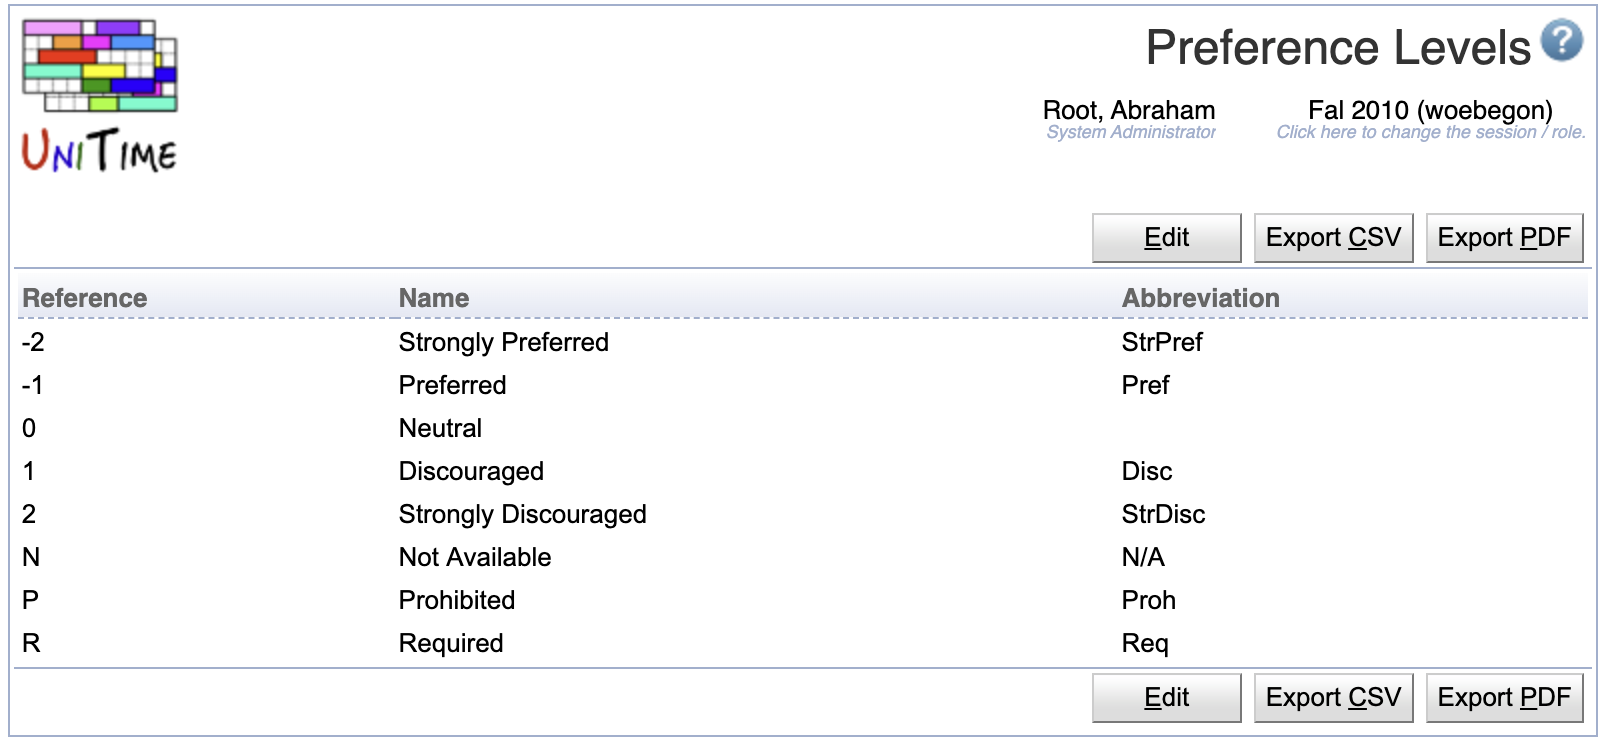 UNITIME
Preference Levels ?
Root, Abraham Fal 2010 (woebegon)
System Administrator Click here to change the session / role.
Edit Export CSV Export PDF
Reference Name Abbreviation
-2 Strongly Preferred StrPref
-1 Preferred Pref
0 Neutral
1 Discouraged Disc
2 Strongly Discouraged StrDisc
N Not Available N/A
P Prohibited Proh
R Required Req
Edit Export CSV Export PDF